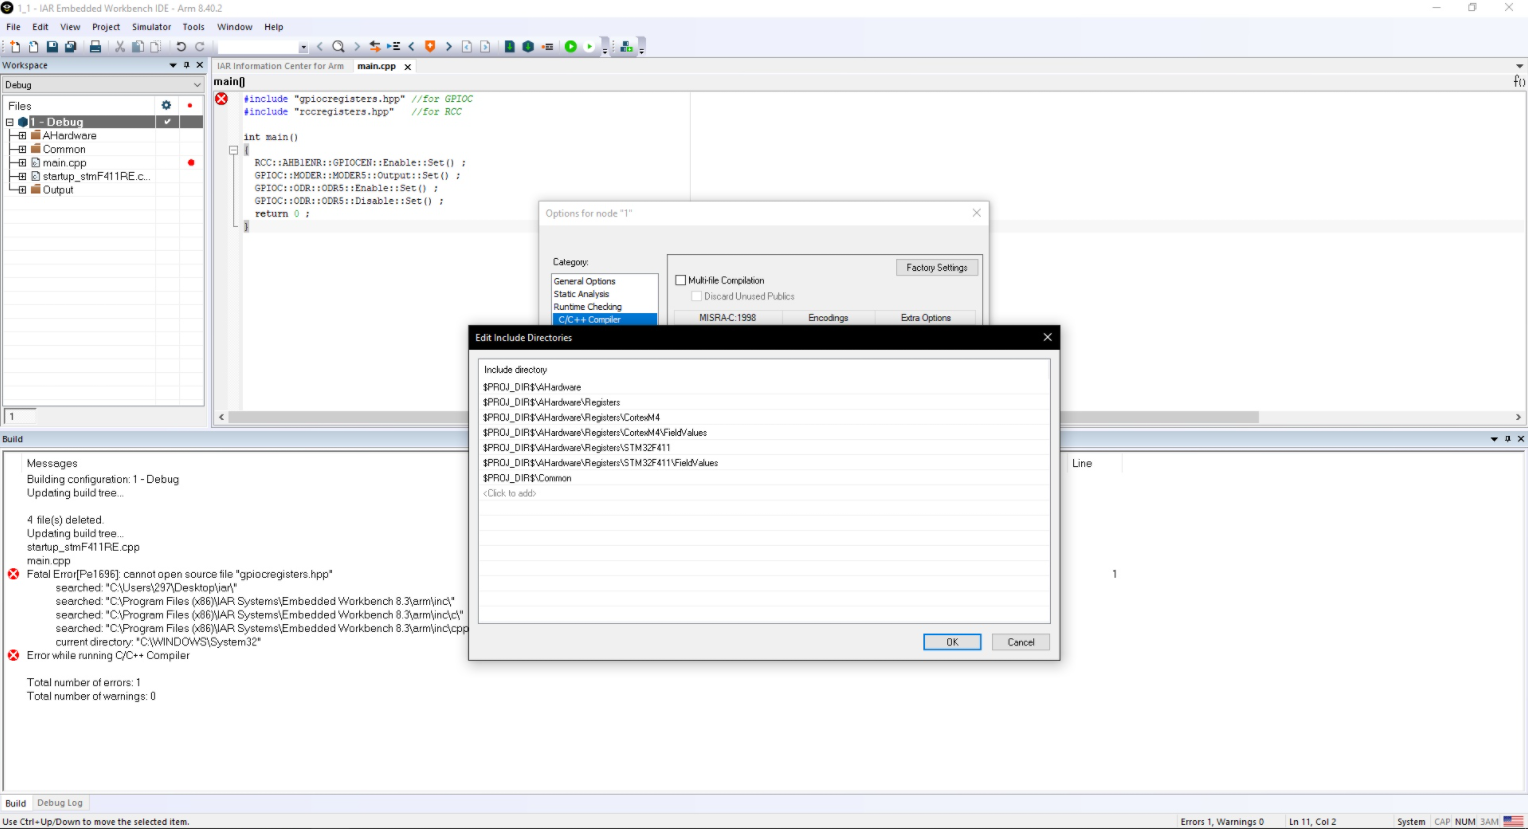 1_1 - IAR Embedded Workbench IDE - Arm 8.40.2
File Edit View Project Simulator Tools Window Help
Workspace
Debug
Files
1 - Debug
AHardware
Common
main.cpp
startup_stmF411RE.c...
Output
1
IAR Information Center for Arm main.cpp
main()
f()
#include "gpiocregisters.hpp" //for GPIOC
#include "rccregisters.hpp" //for RCC
int main()
{
RCC::AHB1ENR::GPIOCEN::Enable::Set() ;
GPIOC::MODER::MODER5::Output::Set() ;
GPIOC::ODR::ODR5::Enable::Set() ;
GPIOC::ODR::ODR5::Disable::Set() ;
return 0 ;
}
Options for node "1"
Category:
General Options
Static Analysis
Runtime Checking
C/C++ Compiler
Factory Settings
Multi-file Compilation
Discard Unused Publics
MISRA-C:1998 Encodings Extra Options
Edit Include Directories
Include directory
$PROJ_DIR$\AHardware
$PROJ_DIR$\AHardware\Registers
$PROJ_DIR$\AHardware\Registers\CortexM4
$PROJ_DIR$\AHardware\Registers\CortexM4\FieldValues
$PROJ_DIR$\AHardware\Registers\STM32F411
$PROJ_DIR$\AHardware\Registers\STM32F411\FieldValues
$PROJ_DIR$\Common
<Click to add>
OK Cancel
Build
Messages Line
Building configuration: 1 - Debug
Updating build tree...
4 file(s) deleted.
Updating build tree...
startup_stmF411RE.cpp
main.cpp
Fatal Error[Pe1696]: cannot open source file "gpiocregisters.hpp" 1
searched: "C:\Users\297\Desktop\iar\"
searched: "C:\Program Files (x86)\IAR Systems\Embedded Workbench 8.3\arm\inc\"
searched: "C:\Program Files (x86)\IAR Systems\Embedded Workbench 8.3\arm\inc\c\"
searched: "C:\Program Files (x86)\IAR Systems\Embedded Workbench 8.3\arm\inc\cpp
current directory: "C:\WINDOWS\System32"
Error while running C/C++ Compiler
Total number of errors: 1
Total number of warnings: 0
Build Debug Log
Use Ctrl+Up/Down to move the selected item. Errors 1, Warnings 0 Ln 11, Col 2 System CAP NUM ЗАМ